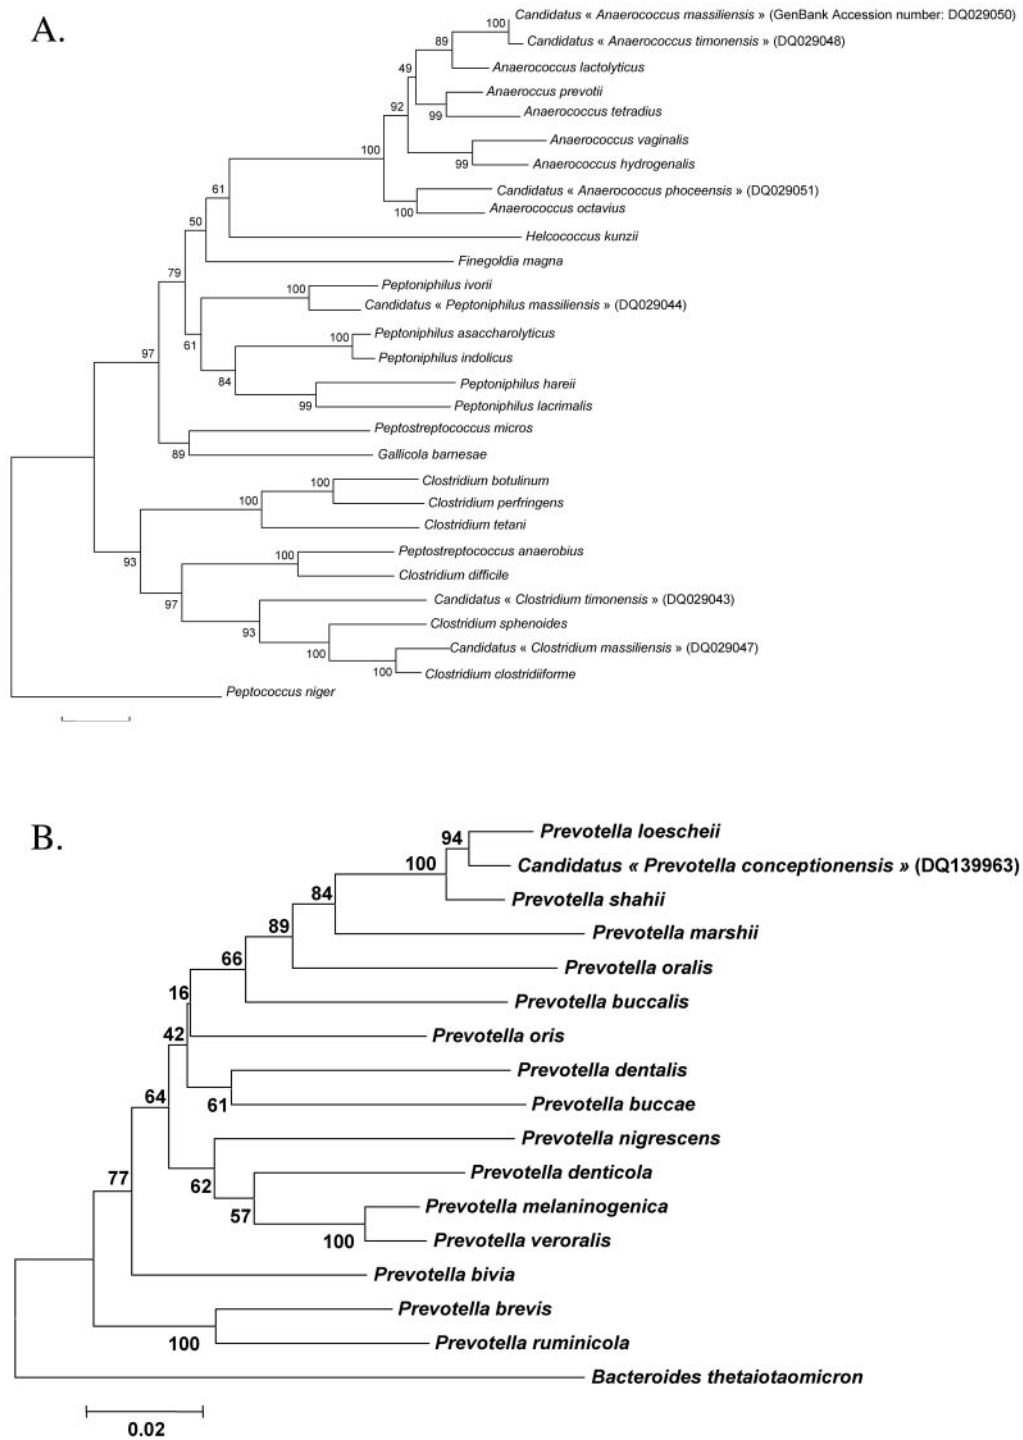 A.
100
Candidatus « Anaerococcus massiliensis » (GenBank Accession number: DQ029050)
89
Candidatus « Anaerococcus timonensis » (DQ029048)
49
Anaerococcus lactolyticus
Anaeroccus prevotii
92
99
Anaerococcus tetradius
Anaerococcus vaginalis
100
99
Anaerococcus hydrogenalis
61
Candidatus « Anaerococcus phoceensis » (DQ029051)
100
Anaerococcus octavius
50
Helcococcus kunzii
Finegoldia magna
79
Peptoniphilus ivorii
100
Candidatus « Peptoniphilus massiliensis » (DQ029044)
61
100
Peptoniphilus asaccharolyticus
97
Peptoniphilus indolicus
84
Peptoniphilus hareii
99
Peptoniphilus lacrimalis
Peptostreptococcus micros
89
Gallicola barnesae
100
Clostridium botulinum
100
Clostridium perfringens
Clostridium tetani
93
100
Peptostreptococcus anaerobius
Clostridium difficile
97
Candidatus « Clostridium timonensis » (DQ029043)
93
Clostridium sphenoides
100
Candidatus « Clostridium massiliensis » (DQ029047)
100
Clostridium clostridiiforme
Peptococcus niger
B.
94
Prevotella loescheii
100
Candidatus « Prevotella conceptionensis » (DQ139963)
84
Prevotella shahii
89
Prevotella marshii
66
Prevotella oralis
16
Prevotella buccalis
42
Prevotella oris
Prevotella dentalis
64
61
Prevotella buccae
Prevotella nigrescens
77
62
Prevotella denticola
57
Prevotella melaninogenica
100
Prevotella veroralis
Prevotella bivia
Prevotella brevis
100
Prevotella ruminicola
Bacteroides thetaiotaomicron
0.02